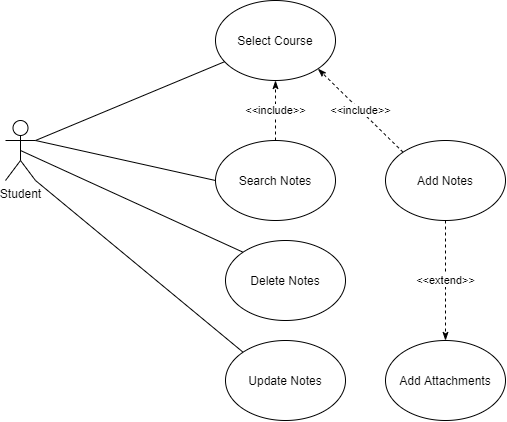 Select Course
<<include>>
<<include>>
Student
Search Notes
Add Notes
Delete Notes
<<extend>>
Update Notes
Add Attachments